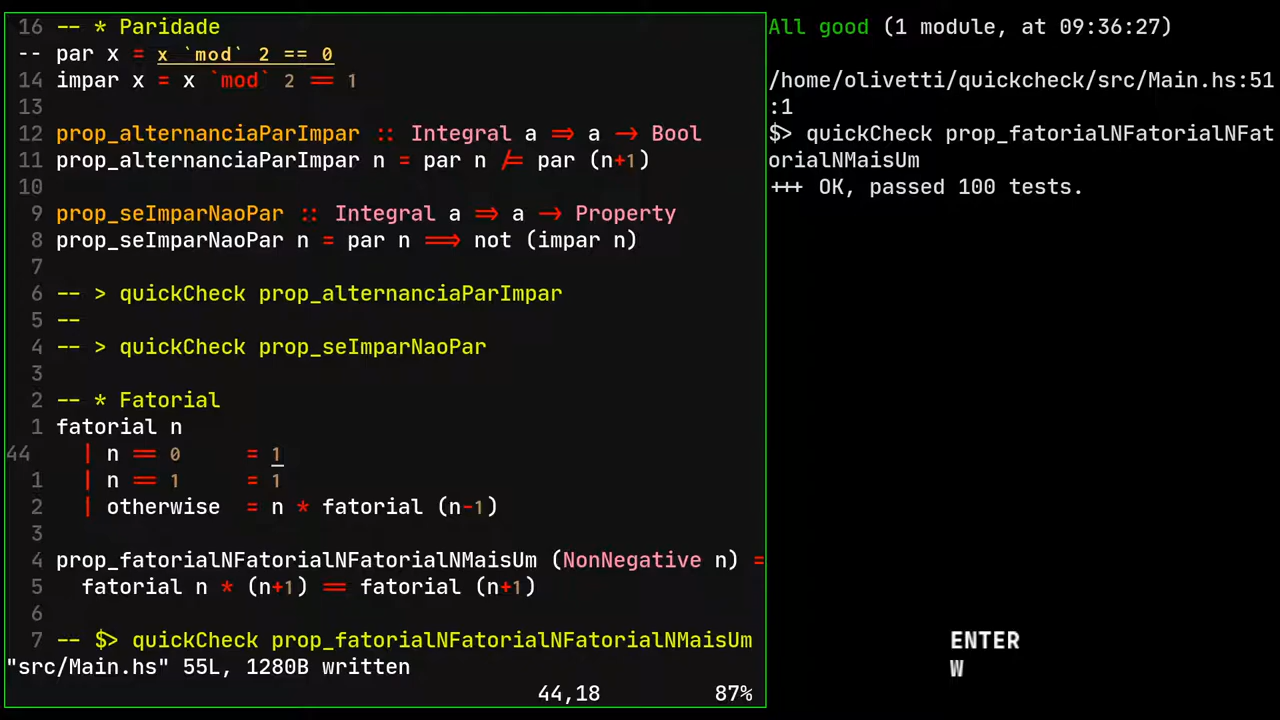 16 -- * Paridade
-- par x = x `mod` 2 == 0
14 impar x = x `mod` 2 == 1
13
12 prop_alternanciaParImpar :: Integral a => a -> Bool
11 prop_alternanciaParImpar n = par n /= par (n+1)
10
9 prop_seImparNaoPar :: Integral a => a -> Property
8 prop_seImparNaoPar n = par n ==> not (impar n)
7
6 -- > quickCheck prop_alternanciaParImpar
5 --
4 -- > quickCheck prop_seImparNaoPar
3
2 -- * Fatorial
1 fatorial n
44 | n == 0 = 1
1 | n == 1 = 1
2 | otherwise = n * fatorial (n-1)
3
4 prop_fatorialNFatorialNFatorialNMaisUm (NonNegative n) =
5 fatorial n * (n+1) == fatorial (n+1)
6
7 -- $> quickCheck prop_fatorialNFatorialNFatorialNMaisUm
"src/Main.hs" 55L, 1280B written
44,18 87%
All good (1 module, at 09:36:27)
/home/olivetti/quickcheck/src/Main.hs:51
:1
$> quickCheck prop_fatorialNFatorialNFat
orialNMaisUm
+++ OK, passed 100 tests.
ENTER
W